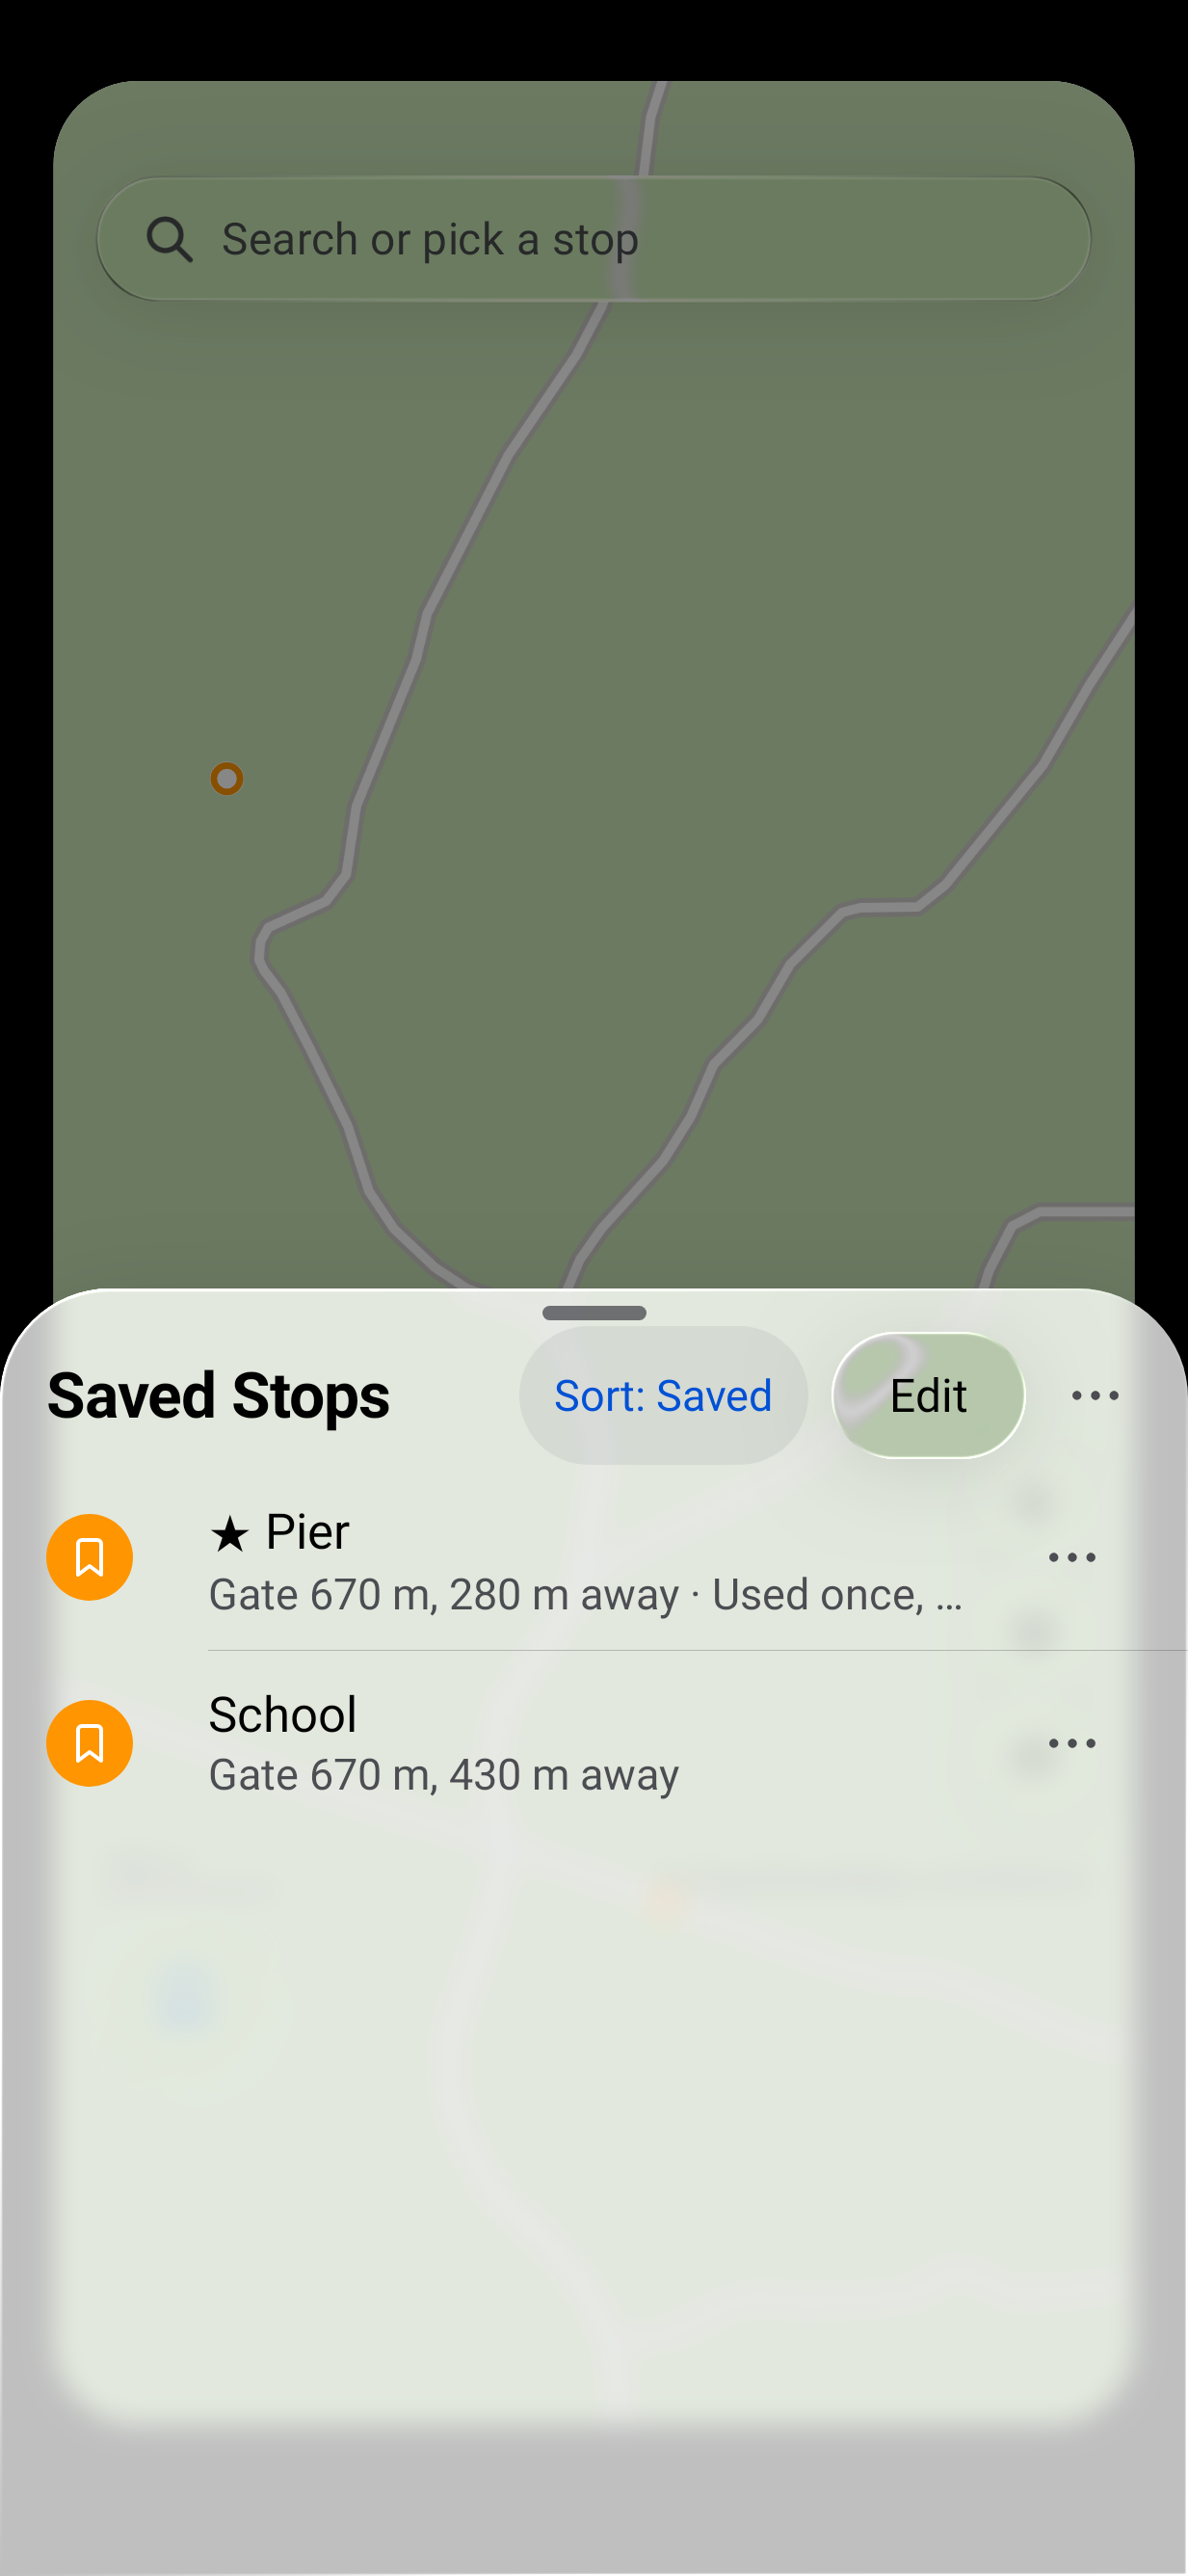 Search or pick a stop
Saved Stops
Sort: Saved
Edit
★ Pier
Gate 670 m, 280 m away · Used once, …
School
Gate 670 m, 430 m away